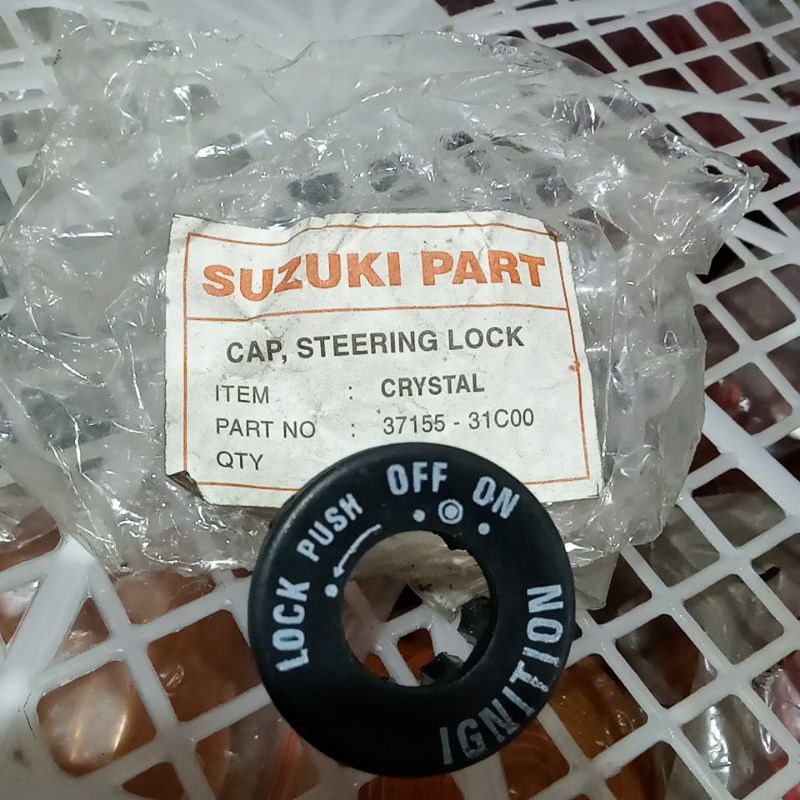 SUZUKI PART
CAP, STEERING LOCK
ITEM : CRYSTAL
PART NO : 37155 - 31C00
QTY
LOCK PUSH OFF ON
IGNITION